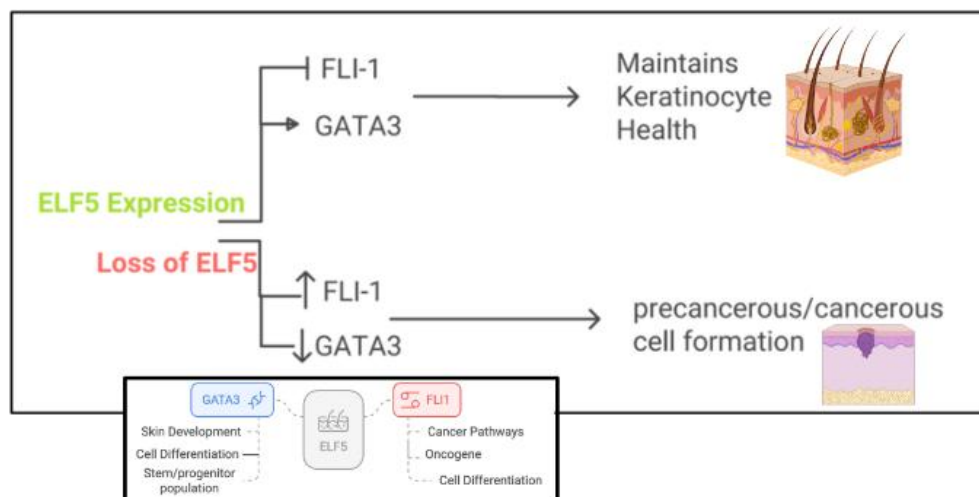 FLI-1
GATA3
Maintains
Keratinocyte
Health
ELF5 Expression
Loss of ELF5
FLI-1
GATA3
precancerous/cancerous
cell formation
GATA3
ELF5
FLI1
Skin Development
Cell Differentiation
Stem/progenitor
population
Cancer Pathways
Oncogene
Cell Differentiation